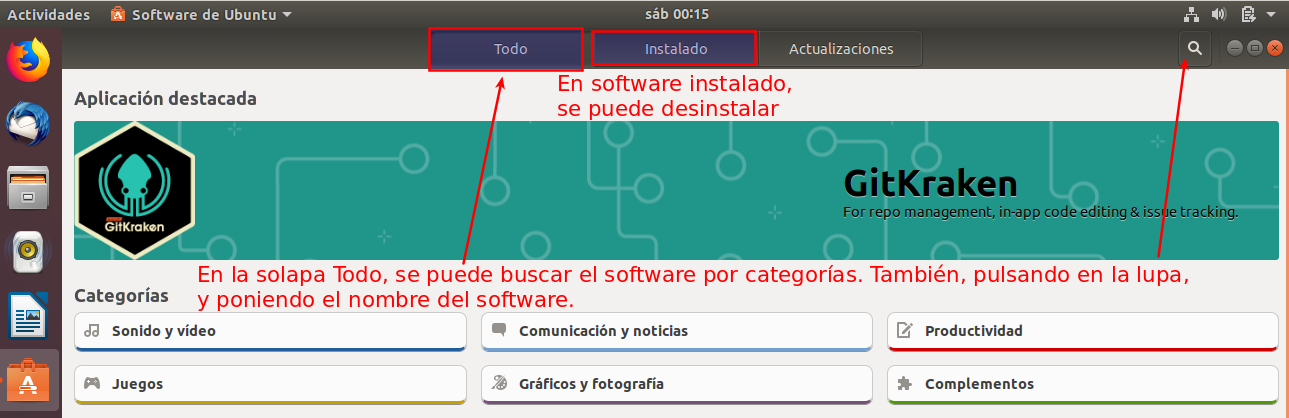 Actividades Software de Ubuntu sáb 00:15
Todo Instalado Actualizaciones
En software instalado,
se puede desinstalar
Aplicación destacada
GitKraken
GitKraken
For repo management, in-app code editing & issue tracking.
En la solapa Todo, se puede buscar el software por categorías. También, pulsando en la lupa,
y poniendo el nombre del software.
Categorías
Sonido y vídeo Comunicación y noticias Productividad
Juegos Gráficos y fotografía Complementos